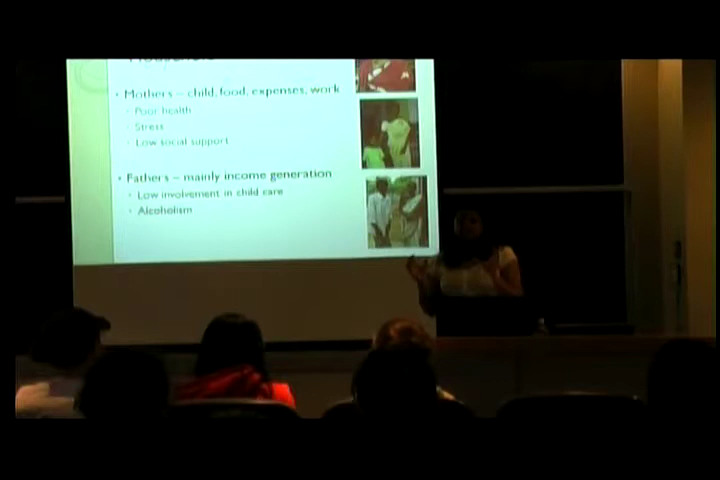 • Mothers – child, food, expenses, work
• Poor health
• Stress
• Low social support
• Fathers – mainly income generation
• Low involvement in child care
• Alcoholism